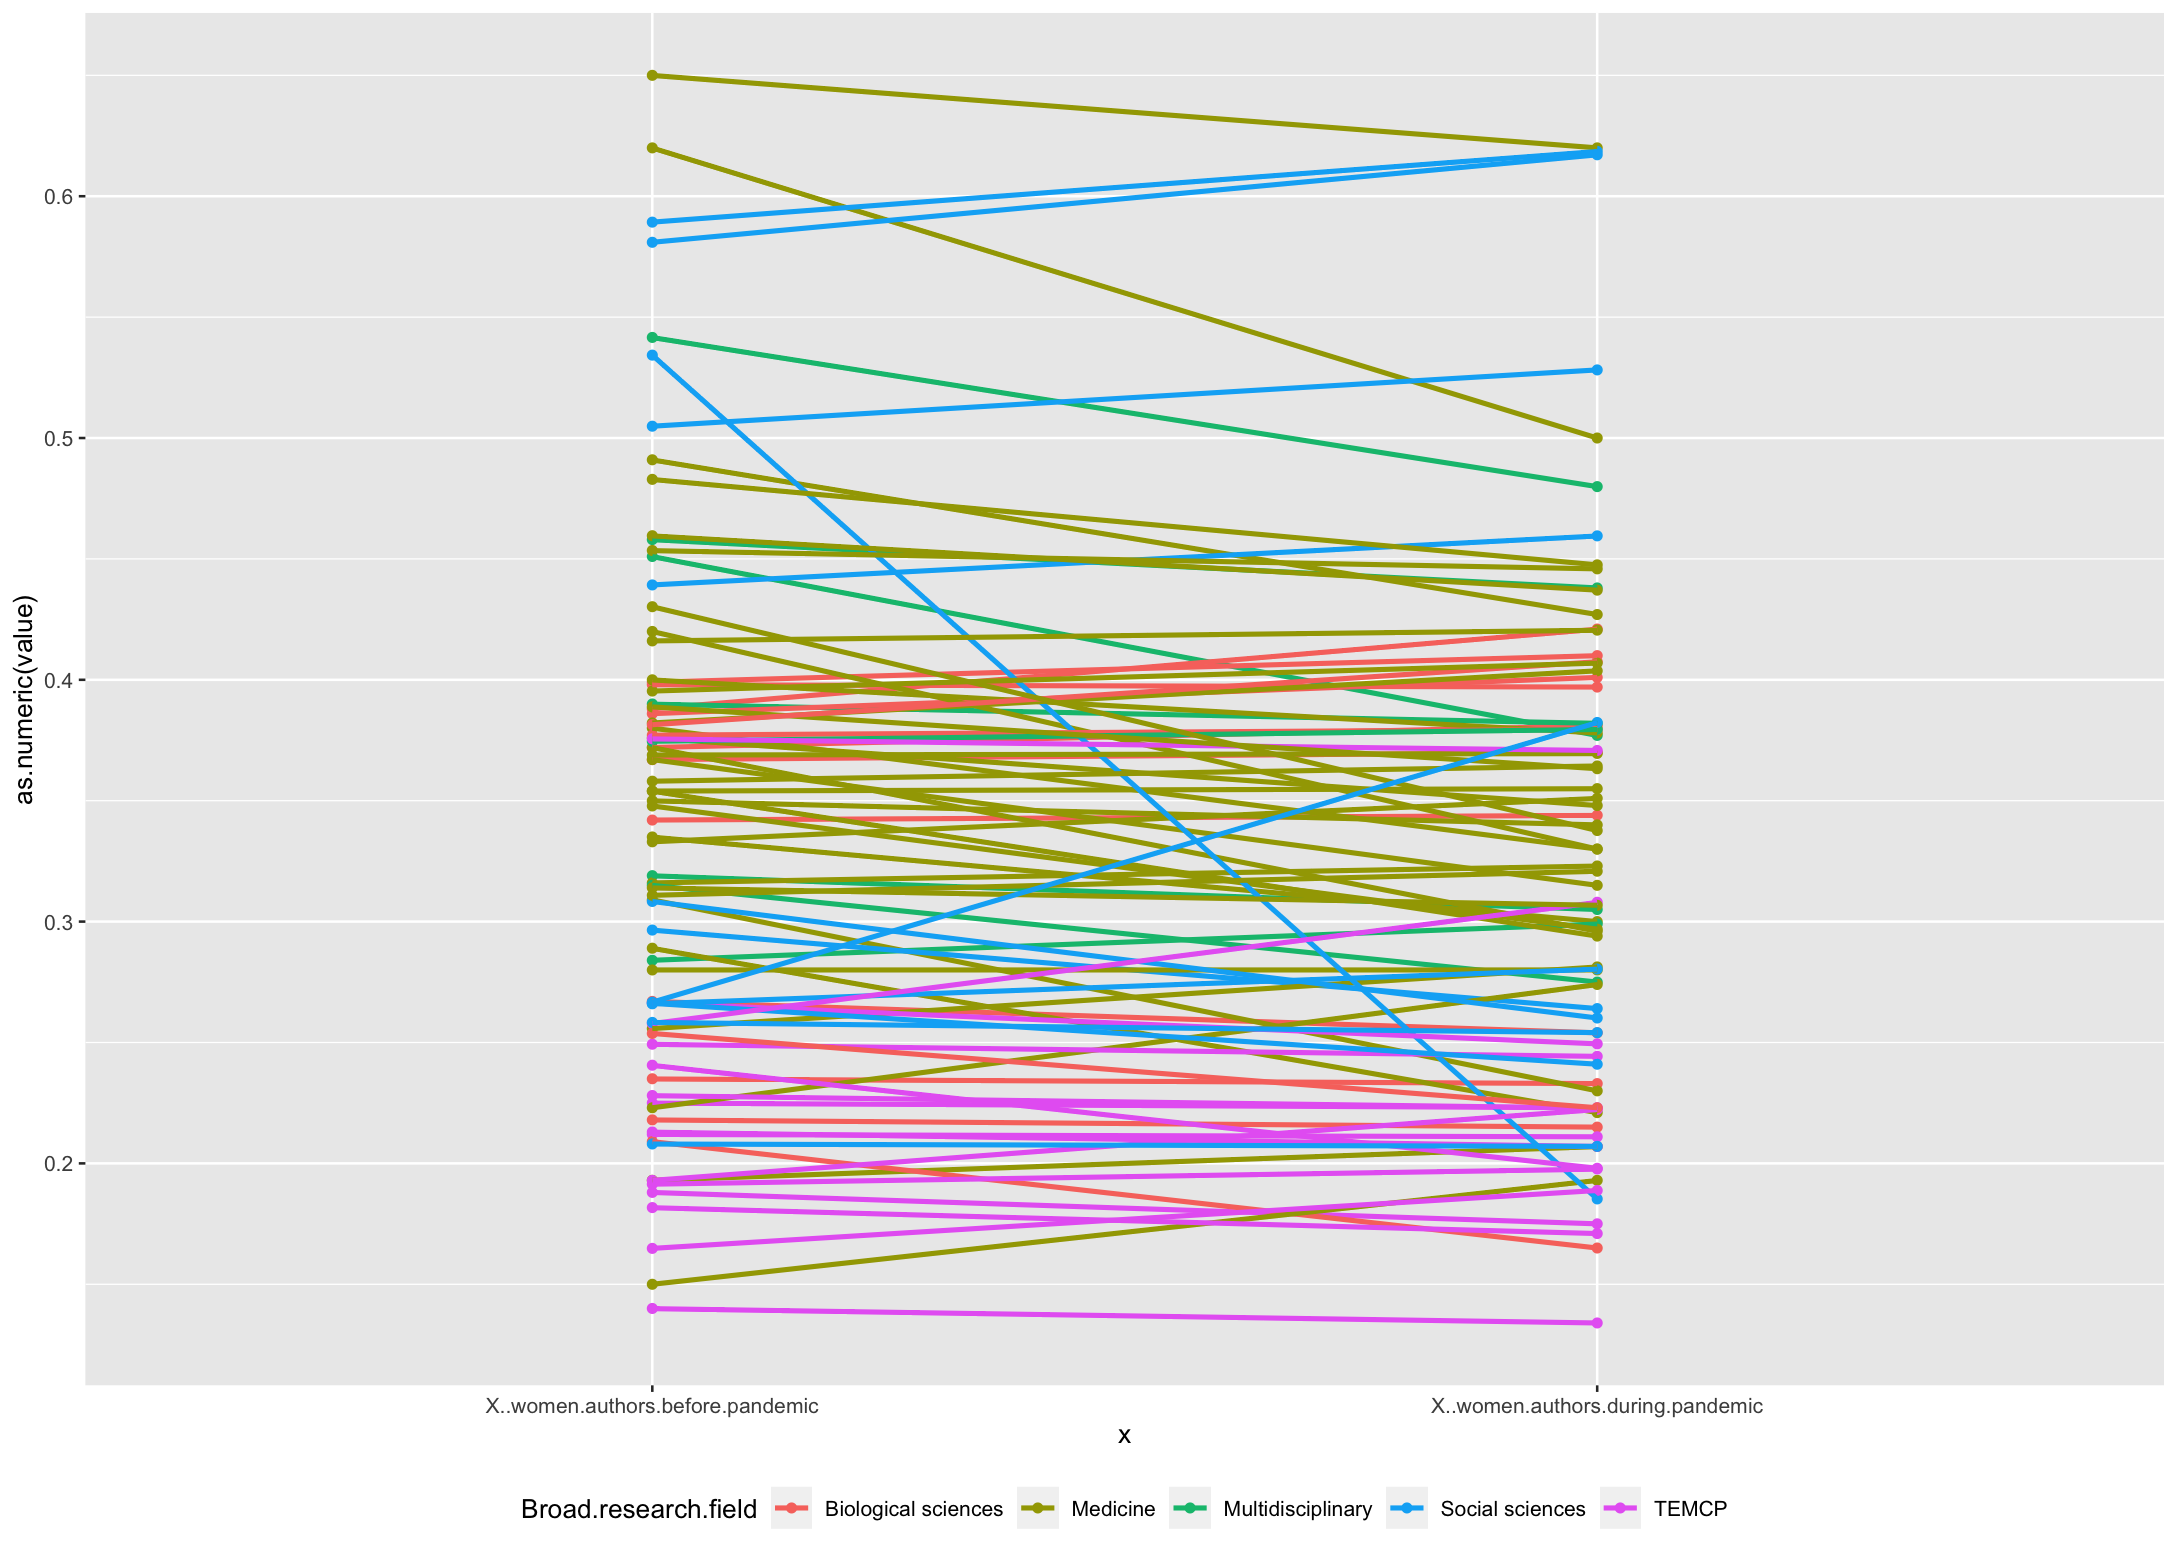 as.numeric(value)
0.6
0.5
0.4
0.3
0.2
X..women.authors.before.pandemic
X..women.authors.during.pandemic
x
Broad.research.field
Biological sciences
Medicine
Multidisciplinary
Social sciences
TEMCP